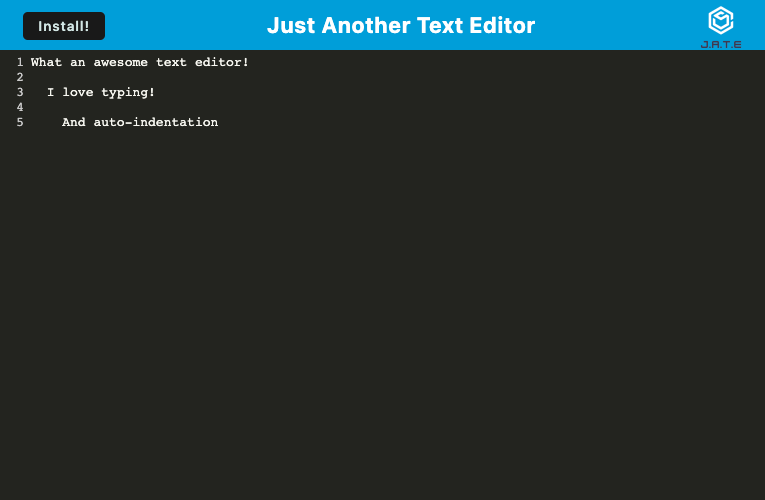 Install!
Just Another Text Editor
J.A.T.E
1 What an awesome text editor!
2
3   I love typing!
4
5     And auto-indentation